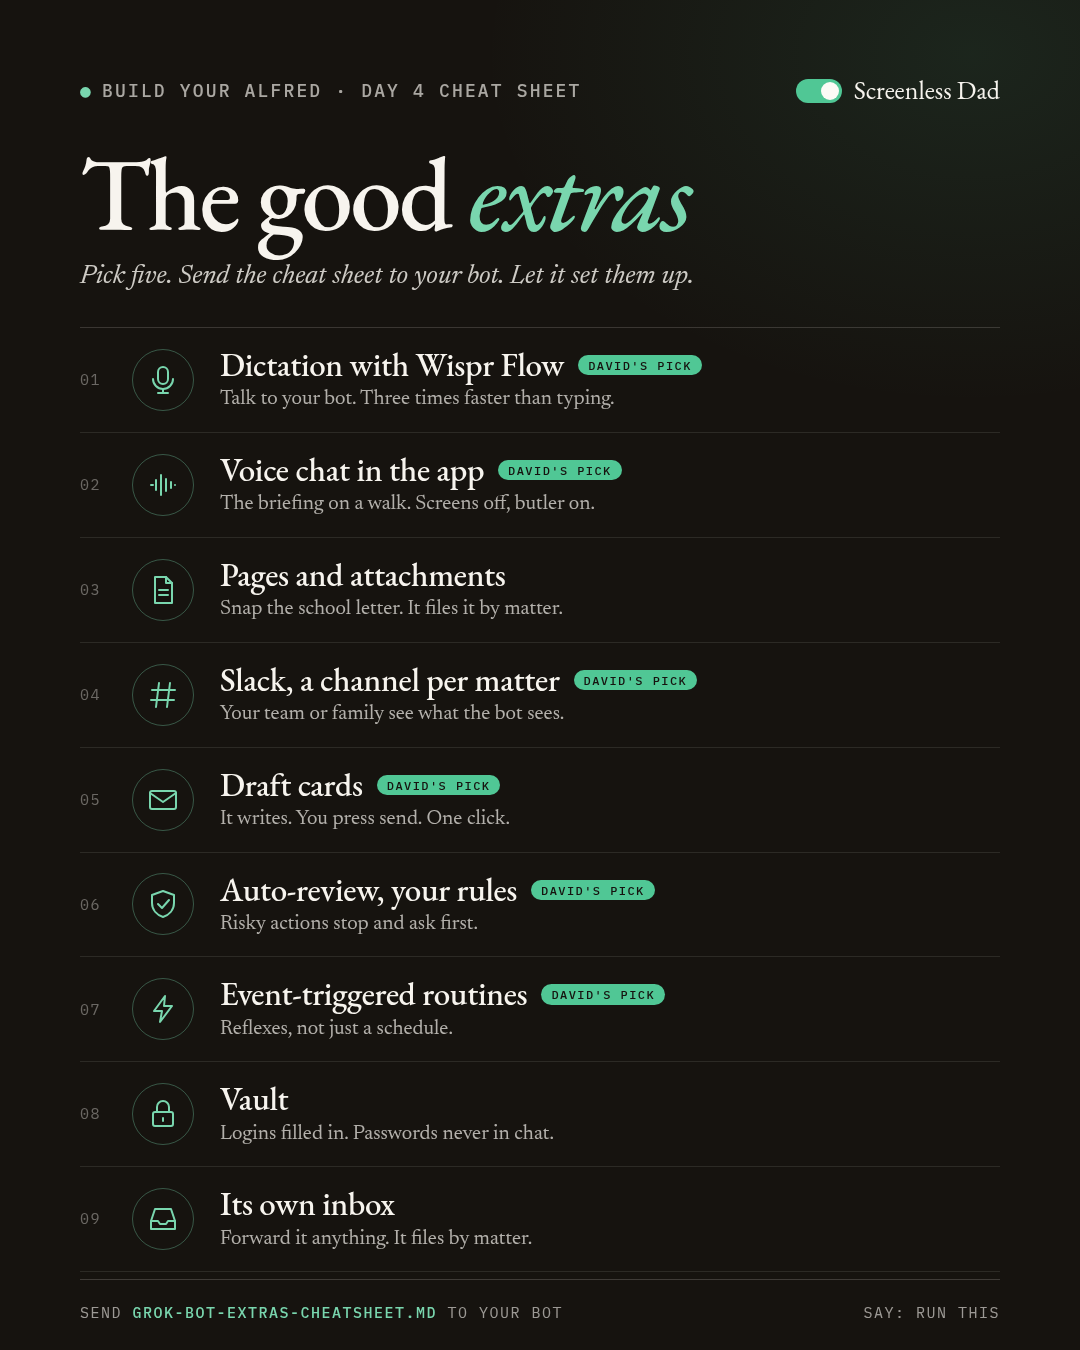 BUILD YOUR ALFRED · DAY 4 CHEAT SHEET
Screenless Dad
The good extras
Pick five. Send the cheat sheet to your bot. Let it set them up.
01
Dictation with Wispr Flow DAVID'S PICK
Talk to your bot. Three times faster than typing.
02
Voice chat in the app DAVID'S PICK
The briefing on a walk. Screens off, butler on.
03
Pages and attachments
Snap the school letter. It files it by matter.
04
Slack, a channel per matter DAVID'S PICK
Your team or family see what the bot sees.
05
Draft cards DAVID'S PICK
It writes. You press send. One click.
06
Auto-review, your rules DAVID'S PICK
Risky actions stop and ask first.
07
Event-triggered routines DAVID'S PICK
Reflexes, not just a schedule.
08
Vault
Logins filled in. Passwords never in chat.
09
Its own inbox
Forward it anything. It files by matter.
SEND GROK-BOT-EXTRAS-CHEATSHEET.MD TO YOUR BOT
SAY: RUN THIS